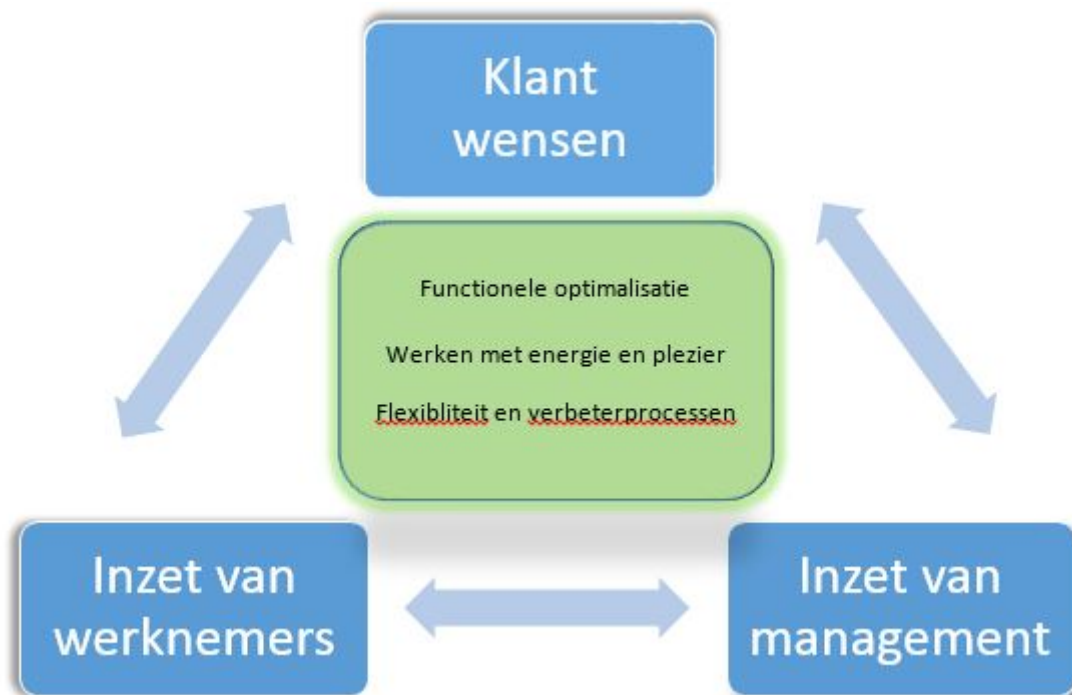 Klant
wensen
Functionele optimalisatie
Werken met energie en plezier
Flexibliteit en verbeterprocessen
Inzet van
werknemers
Inzet van
management